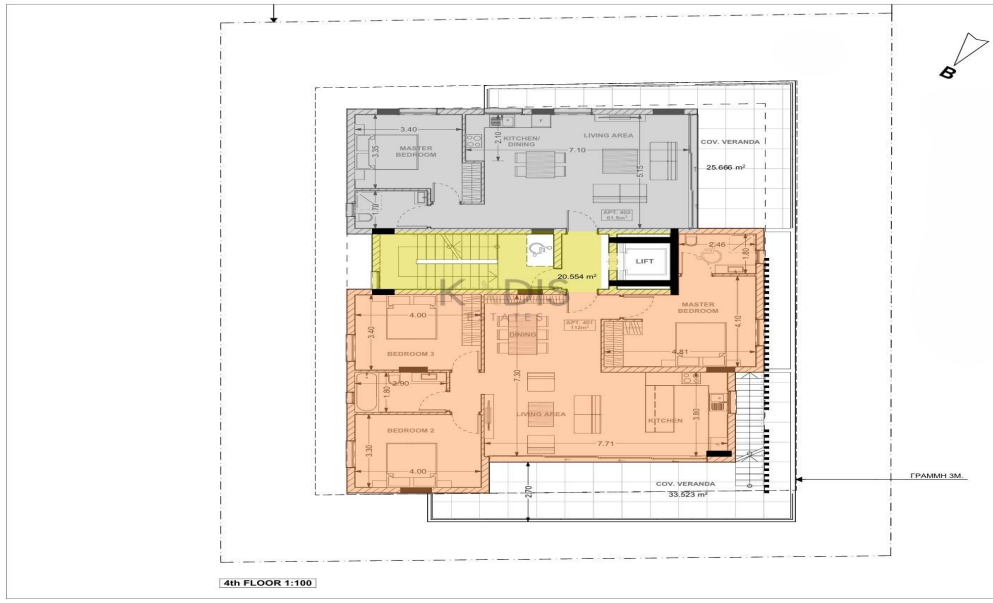 B
3.40
3.35
MASTER
BEDROOM
2.10
KITCHEN/
DINING
LIVING AREA
7.10
5.15
COV. VERANDA
25.666 m²
APT. 402
61.5m²
LIFT
20.554 m²
2.46
1.80
K DIS
ESTATES
4.00
3.40
BEDROOM 3
DINING
APT. 401
112m²
MASTER
BEDROOM
4.10
4.81
2.90
1.80
7.30
LIVING AREA
KITCHEN
3.80
7.71
BEDROOM 2
3.30
4.00
2.70
COV. VERANDA
33.523 m²
ΓΡΑΜΜΗ 3Μ.
4th FLOOR 1:100